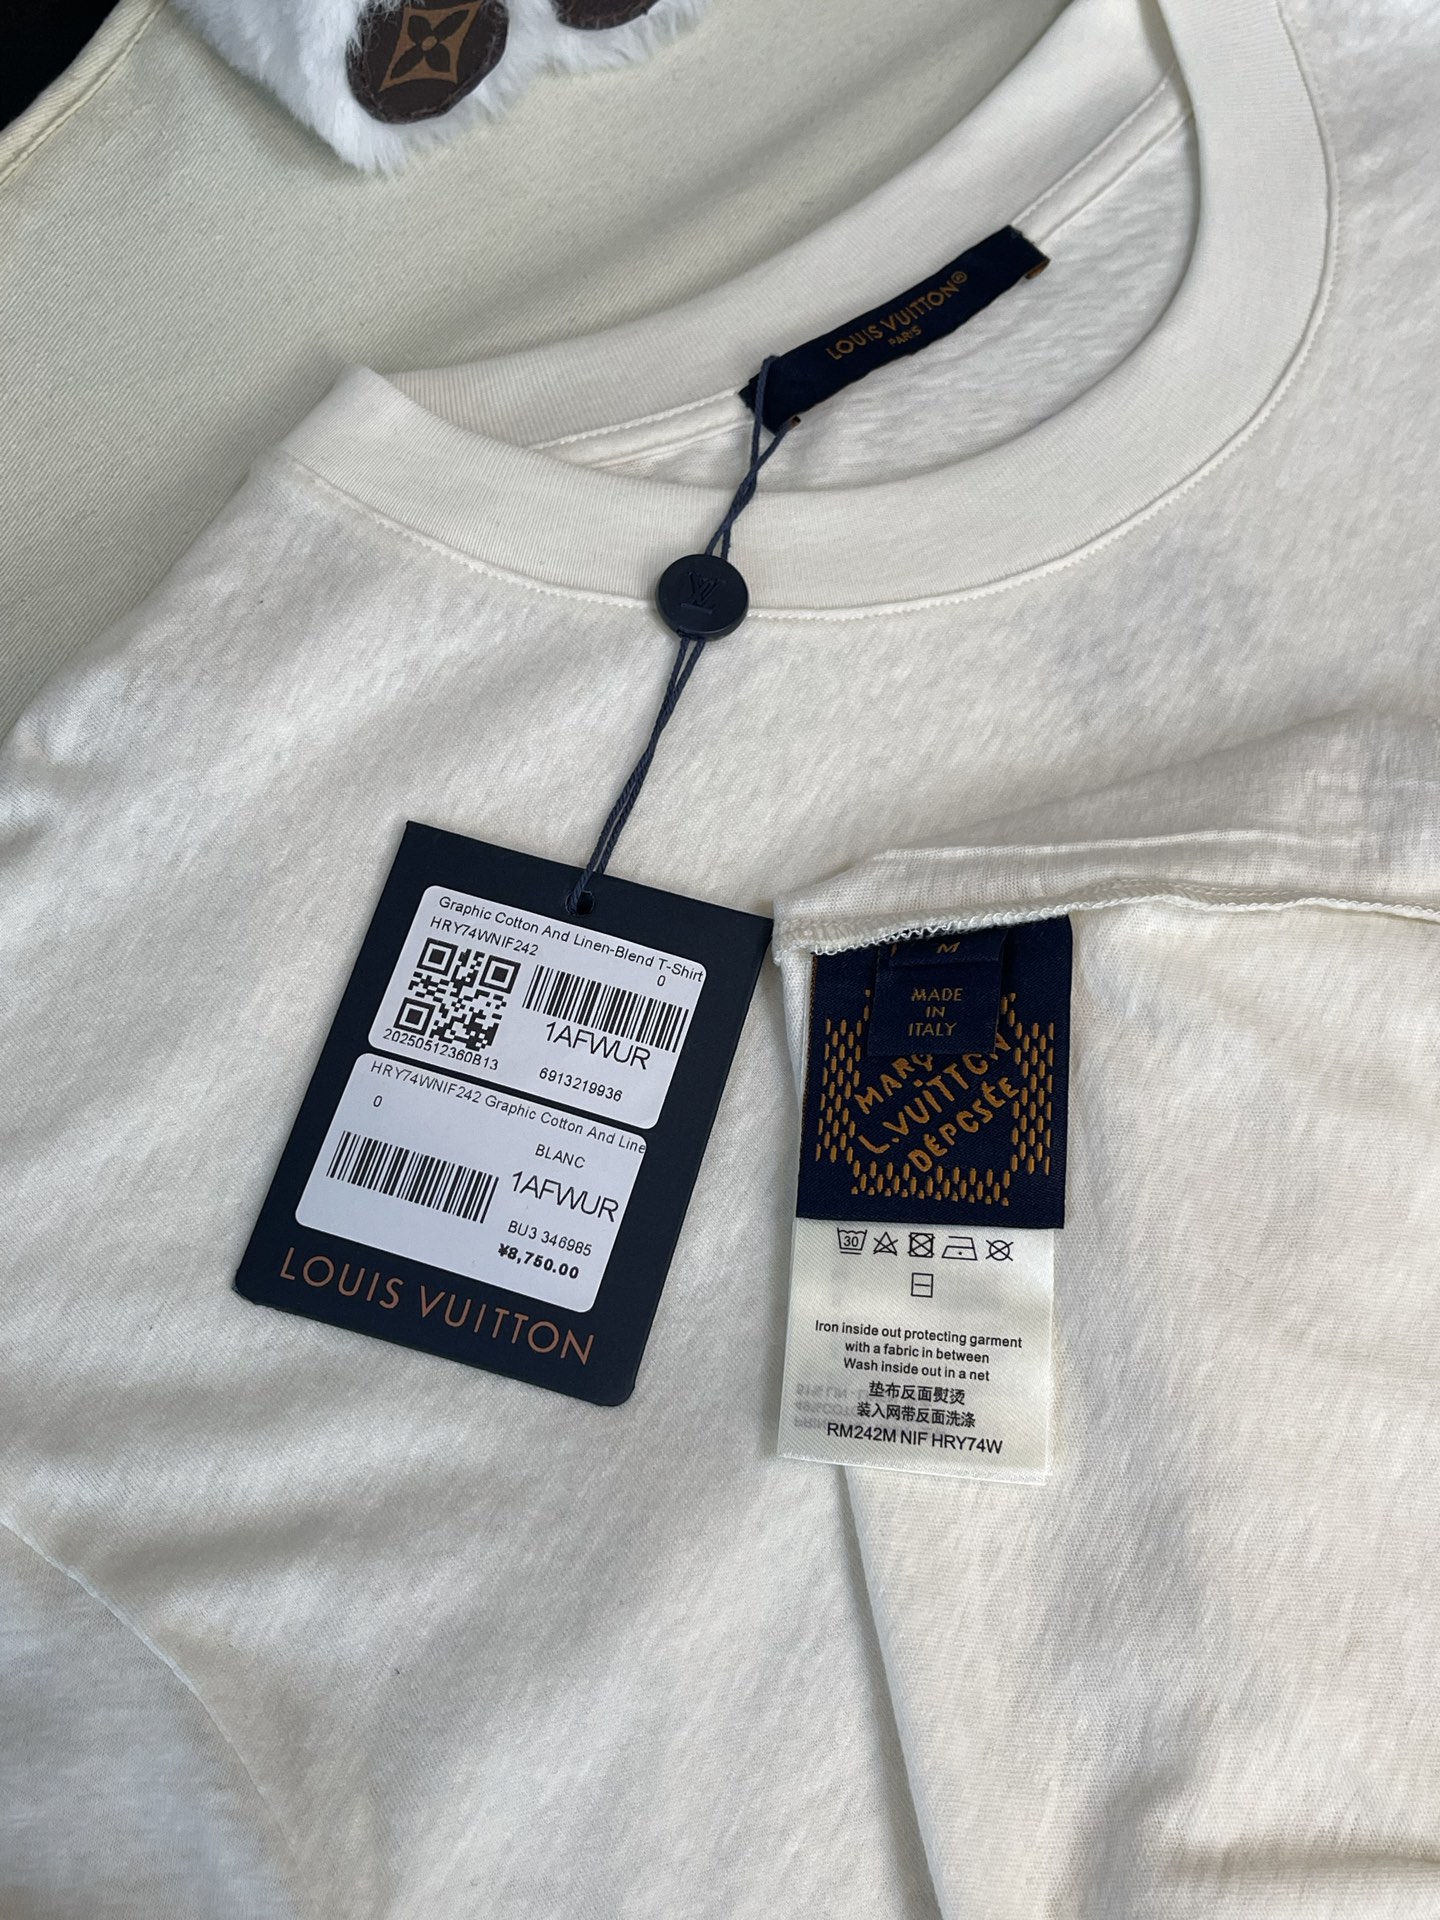 LOUIS VUITTON®
PARIS
Graphic Cotton And Linen-Blend T-Shirt
HRY74WNIF242
0
1AFWUR
20250512360B13
6913219936
HRY74WNIF242 Graphic Cotton And Line
0
BLANC
1AFWUR
BU3 346985
¥8,750.00
LOUIS VUITTON
M
MADE
IN
ITALY
MARQ
L.VUITTON
DÉPOSÉE
30
Iron inside out protecting garment
with a fabric in between
Wash inside out in a net
垫布反面熨烫
装入网带反面洗涤
RM242M NIF HRY74W